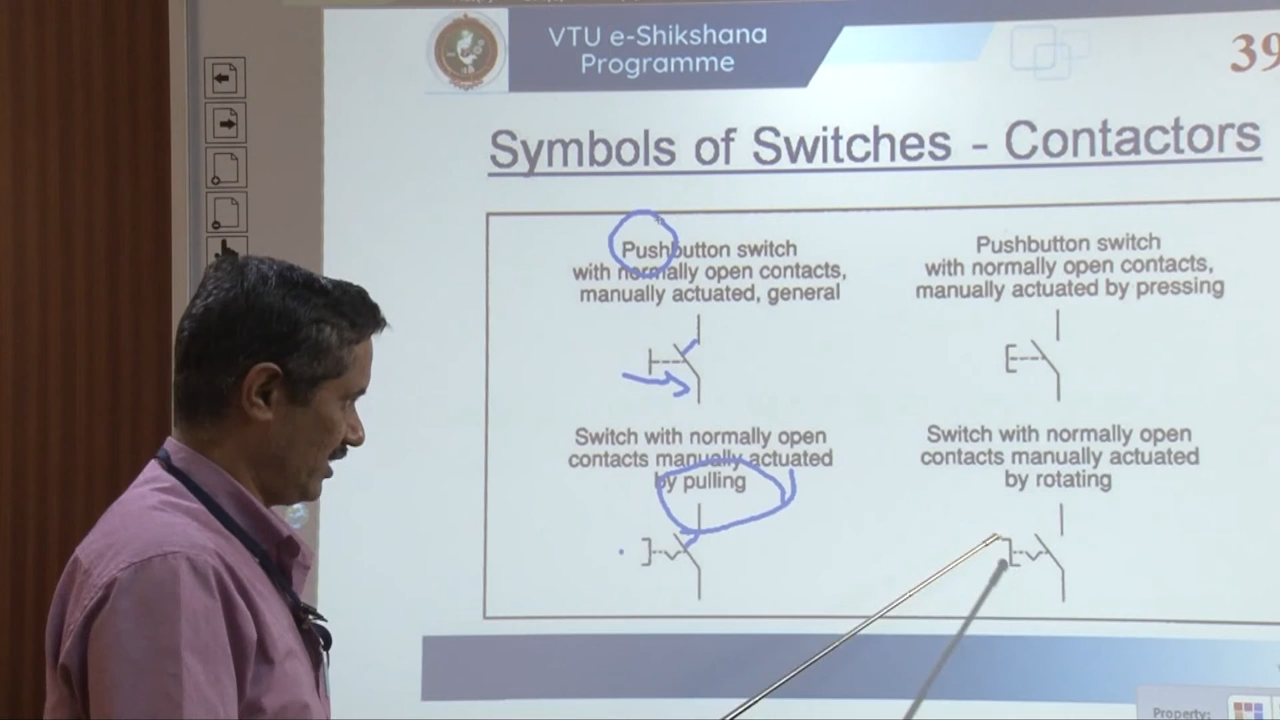 VTU e-Shikshana
Programme
39
Symbols of Switches - Contactors
Pushbutton switch
with normally open contacts,
manually actuated, general
Pushbutton switch
with normally open contacts,
manually actuated by pressing
Switch with normally open
contacts manually actuated
by pulling
Switch with normally open
contacts manually actuated
by rotating
Property: